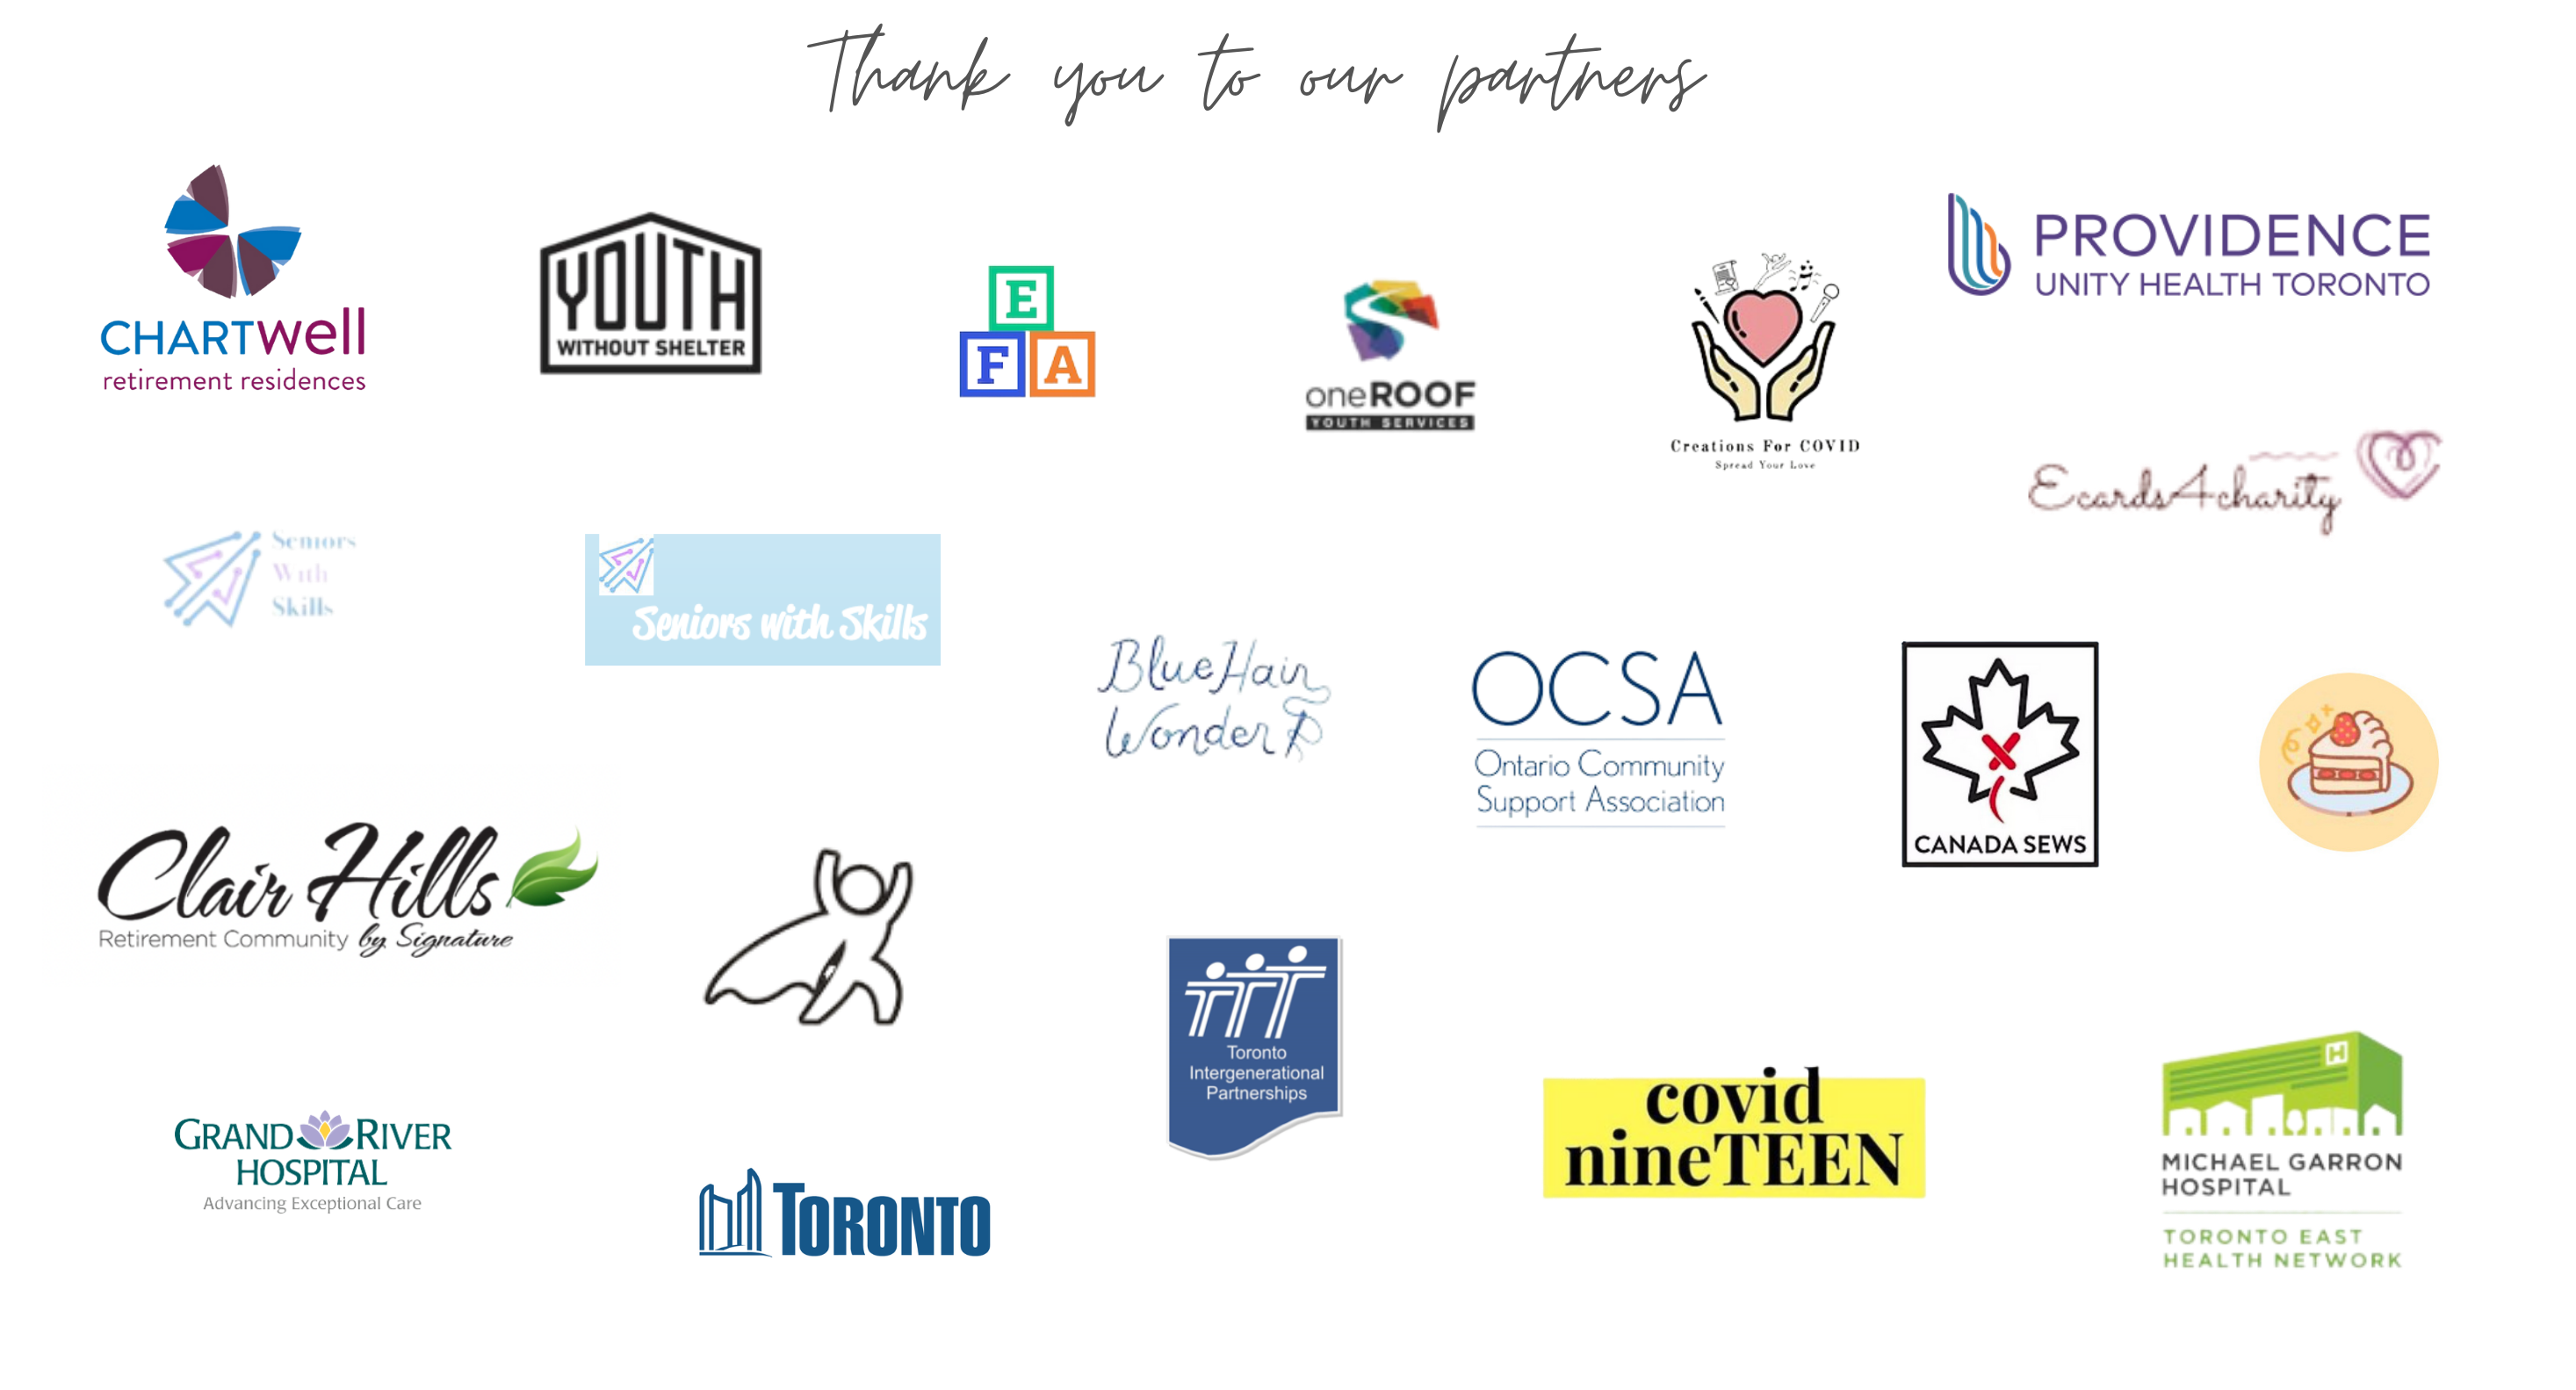 Thank you to our partners
CHARTwell
retirement residences
YOUTH
WITHOUT SHELTER
E
F A
oneROOF
YOUTH SERVICES
Creations For COVID
Spread Your Love
PROVIDENCE
UNITY HEALTH TORONTO
Ecards4charity
Seniors
With
Skills
Seniors with Skills
Blue Hair
Wonder
OCSA
Ontario Community
Support Association
CANADA SEWS
Clair Hills
Retirement Community by Signature
Toronto
Intergenerational
Partnerships
covid
nineTEEN
H
MICHAEL GARRON
HOSPITAL
TORONTO EAST
HEALTH NETWORK
GRAND RIVER
HOSPITAL
Advancing Exceptional Care
TORONTO